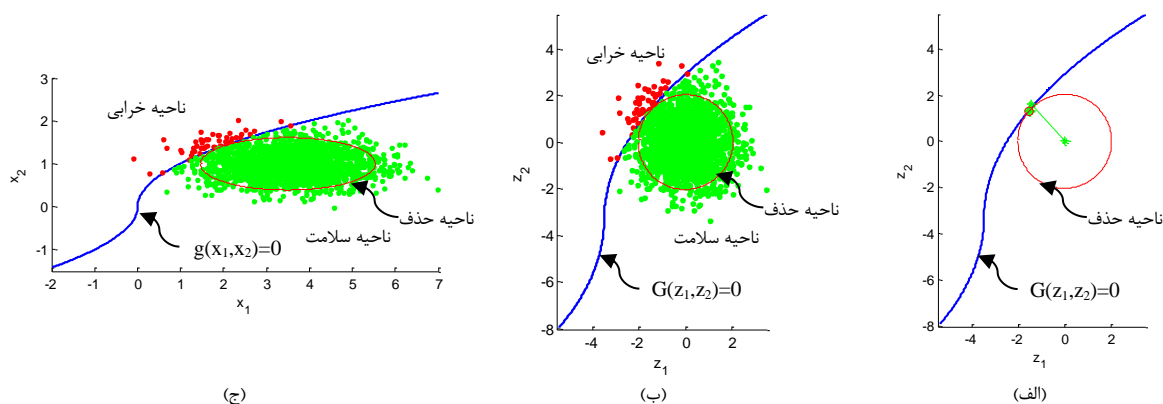 3
2
1
0
-1
x₂
-2
-1
0
1
2
3
4
5
6
7
x₁
ناحیه خرابی
ناحیه حذف
ناحیه سلامت
g(x₁,x₂)=0
(ج)
4
2
0
-2
-4
-6
-8
z₂
-4
-2
0
2
z₁
ناحیه خرابی
ناحیه حذف
ناحیه سلامت
G(z₁,z₂)=0
(ب)
4
2
0
-2
-4
-6
-8
z₂
-4
-2
0
2
z₁
ناحیه حذف
G(z₁,z₂)=0
(الف)